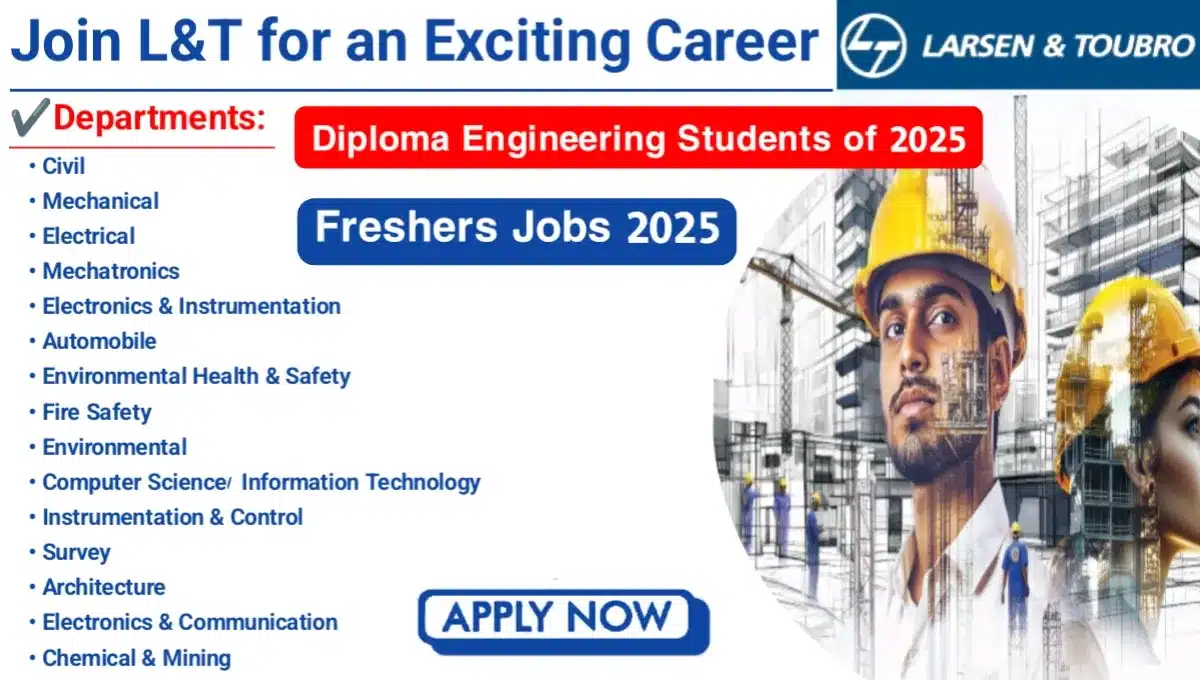 Join L&T for an Exciting Career
LARSEN & TOUBRO
✔Departments:
Diploma Engineering Students of 2025
Freshers Jobs 2025
• Civil
• Mechanical
• Electrical
• Mechatronics
• Electronics & Instrumentation
• Automobile
• Environmental Health & Safety
• Fire Safety
• Environmental
• Computer Science/ Information Technology
• Instrumentation & Control
• Survey
• Architecture
• Electronics & Communication
• Chemical & Mining
APPLY NOW